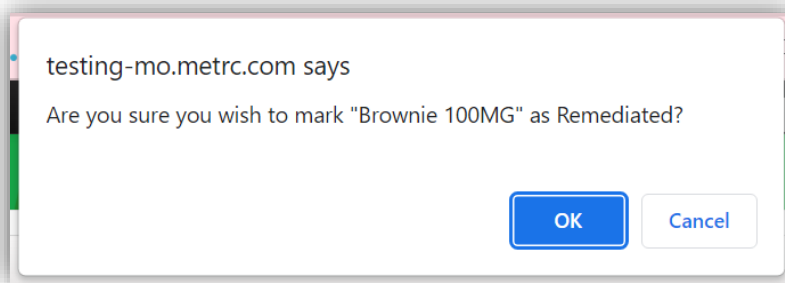 testing-mo.metrc.com says
Are you sure you wish to mark "Brownie 100MG" as Remediated?
OK
Cancel